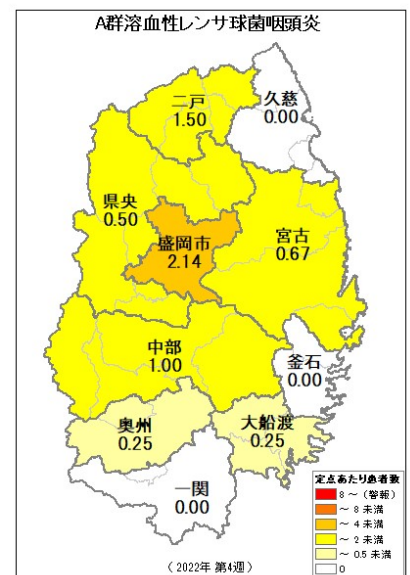 A群溶血性レンサ球菌咽頭炎
二戸
1.50
久慈
0.00
県央
0.50
盛岡市
2.14
宮古
0.67
中部
1.00
釜石
0.00
奥州
0.25
大船渡
0.25
一関
0.00
定点あたり患者数
8～（警報）
～8未満
～4未満
～2未満
～0.5未満
0
（2022年 第4週）